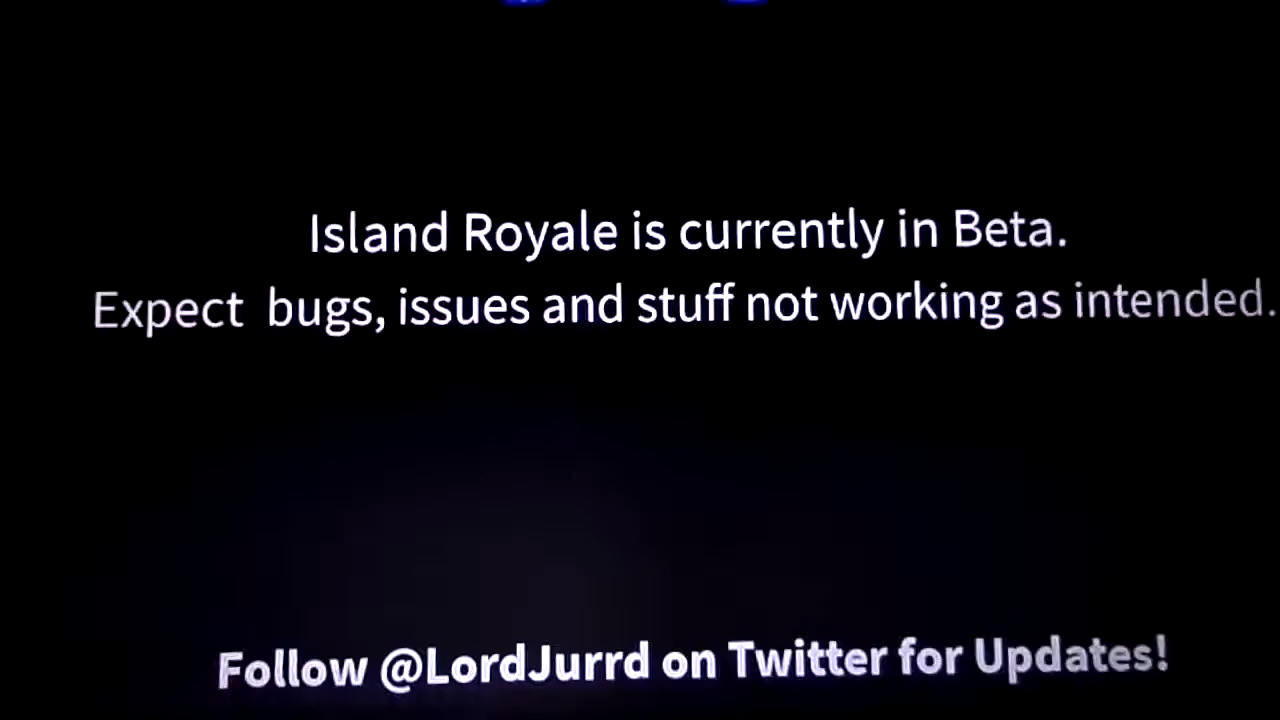 Island Royale is currently in Beta.
Expect bugs, issues and stuff not working as intended.
Follow @LordJurrd on Twitter for Updates!